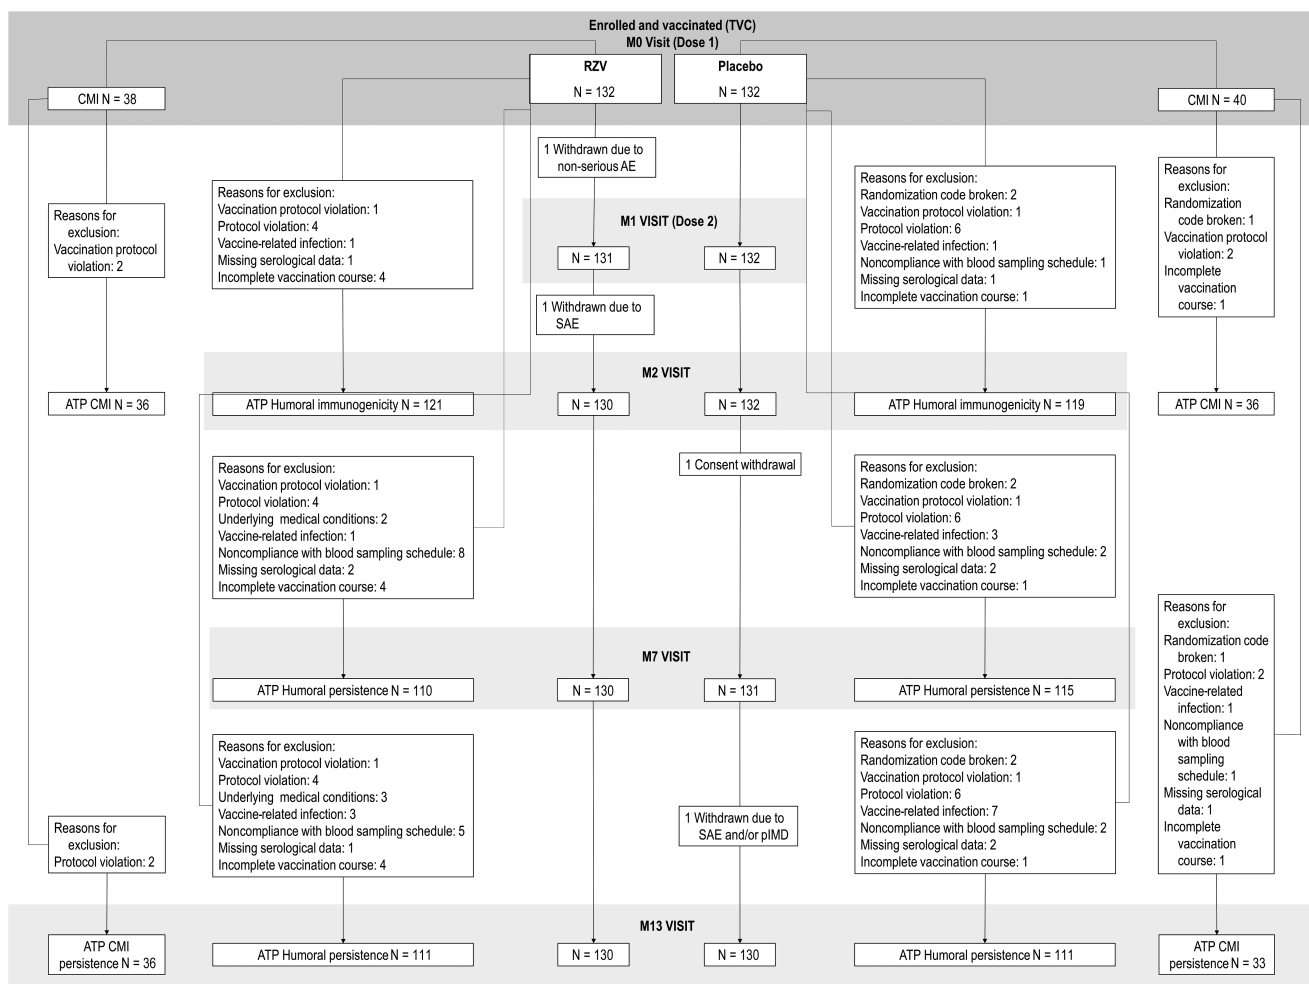 Enrolled and vaccinated (TVC)
M0 Visit (Dose 1)
RZV
N = 132
Placebo
N = 132
CMI N = 38
CMI N = 40
1 Withdrawn due to
non-serious AE
Reasons for
exclusion:
Vaccination protocol
violation: 2
Reasons for exclusion:
Vaccination protocol violation: 1
Protocol violation: 4
Vaccine-related infection: 1
Missing serological data: 1
Incomplete vaccination course: 4
M1 VISIT (Dose 2)
N = 131
N = 132
Reasons for exclusion:
Randomization code broken: 2
Vaccination protocol violation: 1
Protocol violation: 6
Vaccine-related infection: 1
Noncompliance with blood sampling schedule: 1
Missing serological data: 1
Incomplete vaccination course: 1
Reasons for
exclusion:
Randomization
code broken: 1
Vaccination protocol
violation: 2
Incomplete
vaccination
course: 1
1 Withdrawn due to
SAE
M2 VISIT
ATP CMI N = 36
ATP Humoral immunogenicity N = 121
N = 130
N = 132
ATP Humoral immunogenicity N = 119
ATP CMI N = 36
Reasons for exclusion:
Vaccination protocol violation: 1
Protocol violation: 4
Underlying medical conditions: 2
Vaccine-related infection: 1
Noncompliance with blood sampling schedule: 8
Missing serological data: 2
Incomplete vaccination course: 4
1 Consent withdrawal
Reasons for exclusion:
Randomization code broken: 2
Vaccination protocol violation: 1
Protocol violation: 6
Vaccine-related infection: 3
Noncompliance with blood sampling schedule: 2
Missing serological data: 2
Incomplete vaccination course: 1
M7 VISIT
ATP Humoral persistence N = 110
N = 130
N = 131
ATP Humoral persistence N = 115
Reasons for
exclusion:
Protocol violation: 2
Reasons for exclusion:
Vaccination protocol violation: 1
Protocol violation: 4
Underlying medical conditions: 3
Vaccine-related infection: 3
Noncompliance with blood sampling schedule: 5
Missing serological data: 1
Incomplete vaccination course: 4
1 Withdrawn due to
SAE and/or pIMD
Reasons for exclusion:
Randomization code broken: 2
Vaccination protocol violation: 1
Protocol violation: 6
Vaccine-related infection: 7
Noncompliance with blood sampling schedule: 2
Missing serological data: 2
Incomplete vaccination course: 1
Reasons for
exclusion:
Randomization code
broken: 1
Protocol violation: 2
Vaccine-related
infection: 1
Noncompliance
with blood
sampling
schedule: 1
Missing serological
data: 1
Incomplete
vaccination
course: 1
M13 VISIT
ATP CMI
persistence N = 36
ATP Humoral persistence N = 111
N = 130
N = 130
ATP Humoral persistence N = 111
ATP CMI
persistence N = 33